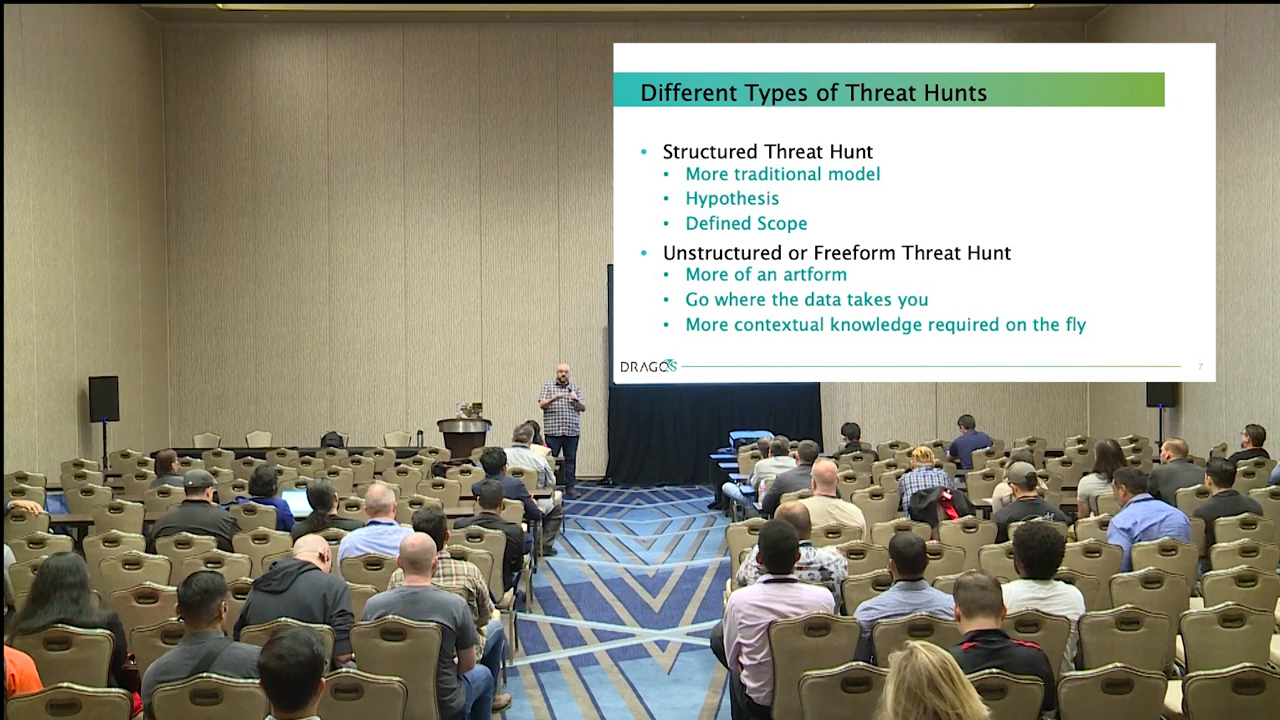 Different Types of Threat Hunts
• Structured Threat Hunt
• More traditional model
• Hypothesis
• Defined Scope
• Unstructured or Freeform Threat Hunt
• More of an artform
• Go where the data takes you
• More contextual knowledge required on the fly
DRAGOS
7